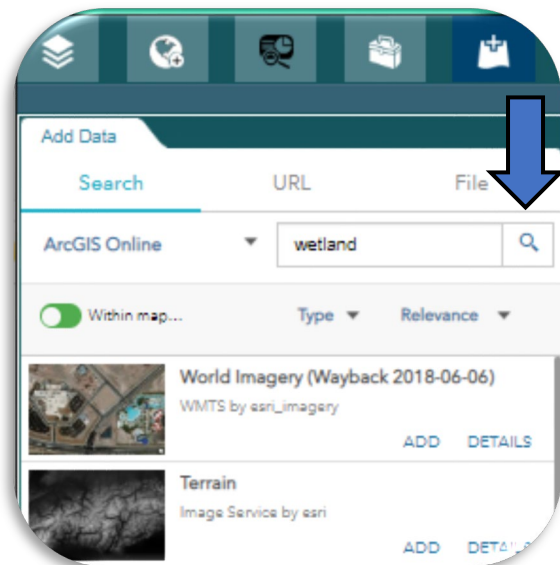 Add Data
Search URL File
ArcGIS Online wetland
Within map... Type Relevance
World Imagery (Wayback 2018-06-06)
WMTS by esri_imagery
ADD DETAILS
Terrain
Image Service by esri
ADD DETAILS